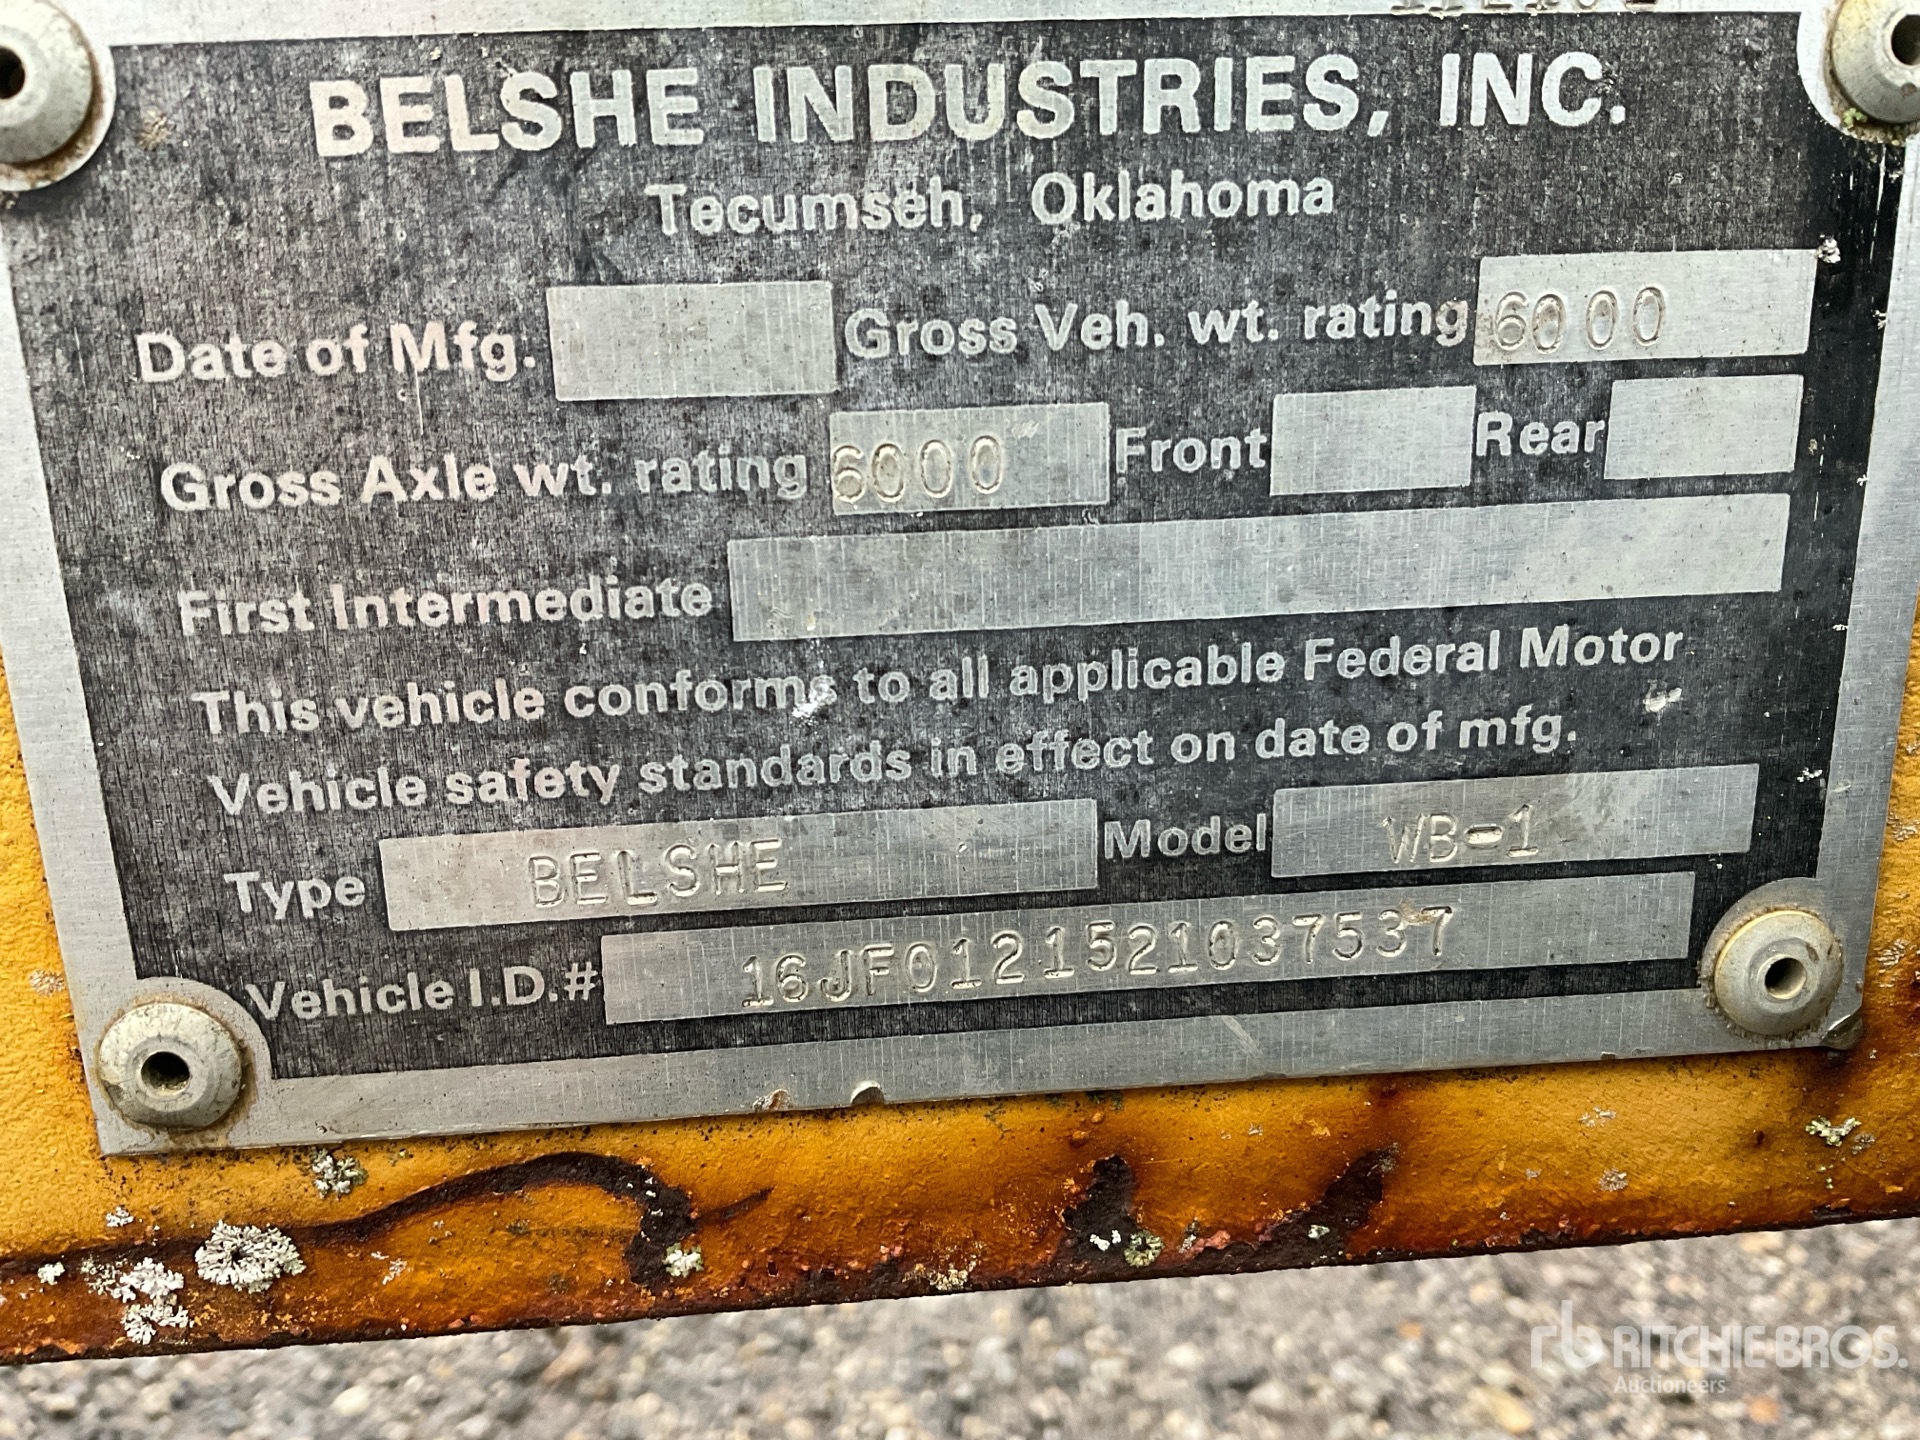 BELSHE INDUSTRIES, INC.
Tecumseh, Oklahoma
Date of Mfg. Gross Veh. wt. rating 6000
Gross Axle wt. rating 6000 Front Rear
First Intermediate
This vehicle conforms to all applicable Federal Motor
Vehicle safety standards in effect on date of mfg.
Type BELSHE Model WB-1
Vehicle I.D.# 16JF0121521037537
rb RITCHIE BROS.
Auctioneers